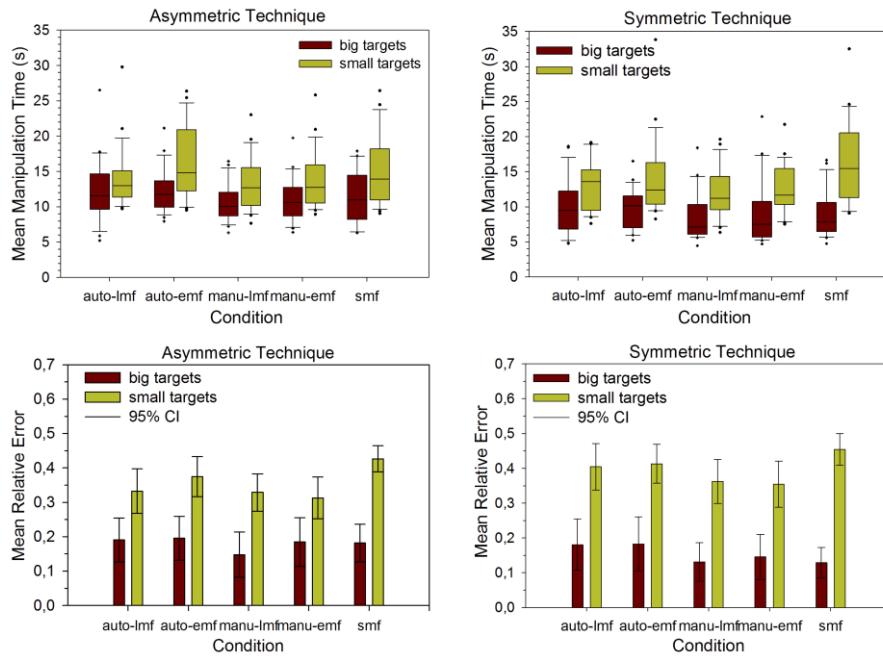 Asymmetric Technique
Mean Manipulation Time (s)
35
30
25
20
15
10
5
0
big targets
small targets
auto-lmf auto-emf manu-lmf manu-emf smf
Condition
Symmetric Technique
Mean Manipulation Time (s)
35
30
25
20
15
10
5
0
big targets
small targets
auto-lmf auto-emf manu-lmf manu-emf smf
Condition
Asymmetric Technique
Mean Relative Error
0,7
0,6
0,5
0,4
0,3
0,2
0,1
0,0
big targets
small targets
95% CI
auto-lmf auto-emf manu-lmf manu-emf smf
Condition
Symmetric Technique
Mean Relative Error
0,7
0,6
0,5
0,4
0,3
0,2
0,1
0,0
big targets
small targets
95% CI
auto-lmf auto-emf manu-lmf manu-emf smf
Condition